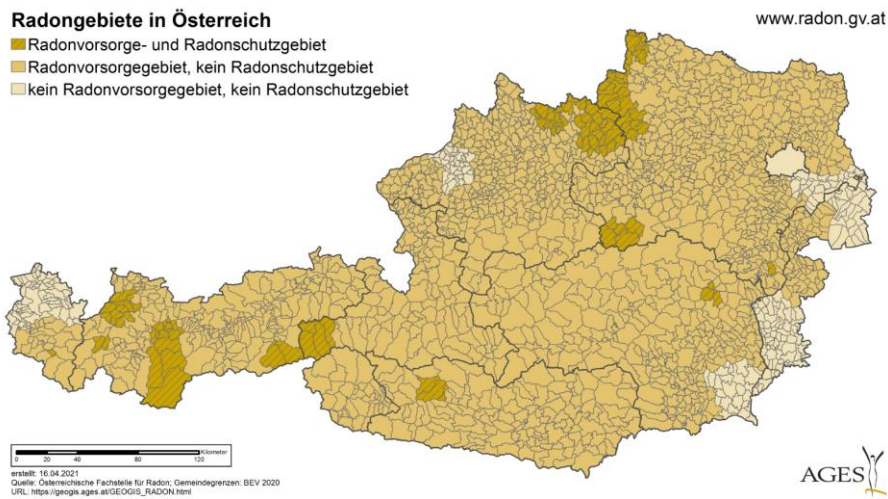 Radongebiete in Österreich
www.radon.gv.at
Radonvorsorge- und Radonschutzgebiet
Radonvorsorgegebiet, kein Radonschutzgebiet
kein Radonvorsorgegebiet, kein Radonschutzgebiet
Kilometer
0 20 40 80 120
erstellt: 16.04.2021
Quelle: Österreichische Fachstelle für Radon; Gemeindegrenzen: BEV 2020
URL: https://geogis.ages.at/GEOGIS_RADON.html
AGES